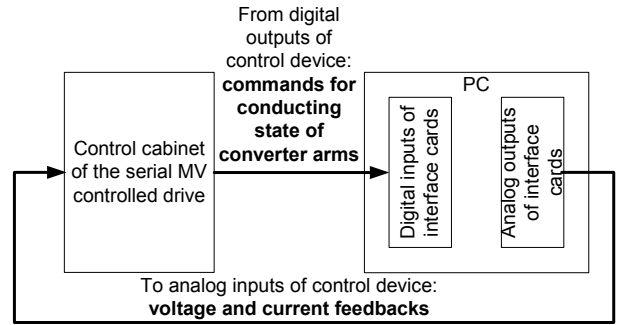 From digital
outputs of
control device:
commands for
conducting
state of
converter arms
Control cabinet
of the serial MV
controlled drive
PC
Digital inputs of
interface cards
Analog outputs
of interface
cards
To analog inputs of control device:
voltage and current feedbacks